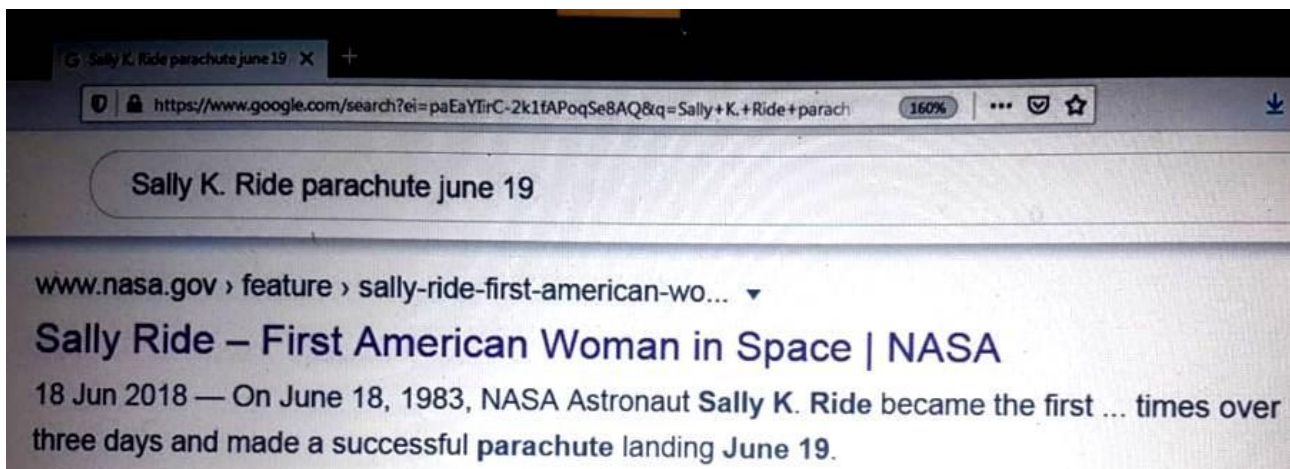 G Sally K. Ride parachute june 19 X +
https://www.google.com/search?ei=paEaYTirC-2k1fAPoqSe8AQ&q=Sally+K.+Ride+parach 160% ...
Sally K. Ride parachute june 19
www.nasa.gov › feature › sally-ride-first-american-wo... ▾
Sally Ride – First American Woman in Space | NASA
18 Jun 2018 — On June 18, 1983, NASA Astronaut Sally K. Ride became the first ... times over
three days and made a successful parachute landing June 19.